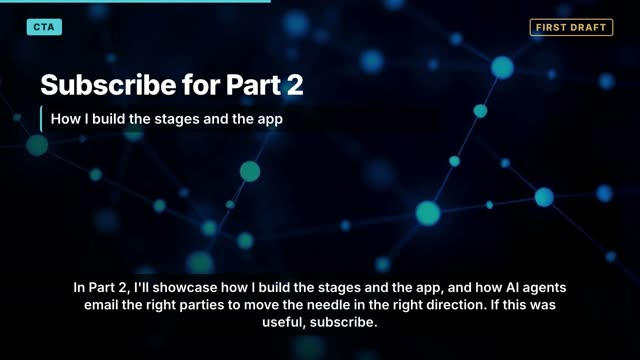 CTA
FIRST DRAFT
Subscribe for Part 2
How I build the stages and the app
In Part 2, I'll showcase how I build the stages and the app, and how AI agents
email the right parties to move the needle in the right direction. If this was
useful, subscribe.